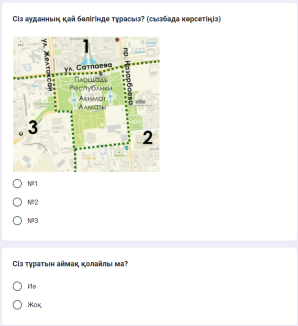 Сіз ауданның қай бөлігінде тұрасыз? (сызбада көрсетіңіз)
1
ул. Желтоксан
ул. Сатпаева
пр. Назарбаева
Площадь
Республики
Акимат
Алматы
3
2
№1
№2
№3
Сіз тұратын аймақ қолайлы ма?
Иә
Жоқ